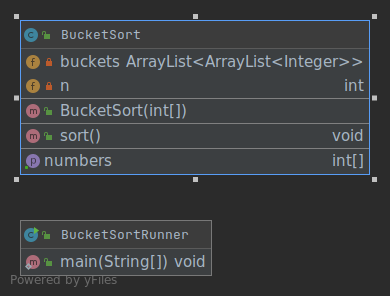 BucketSort
buckets ArrayList<ArrayList<Integer>>
n int
BucketSort(int[])
sort() void
numbers int[]
BucketSortRunner
main(String[]) void
Powered by yFiles